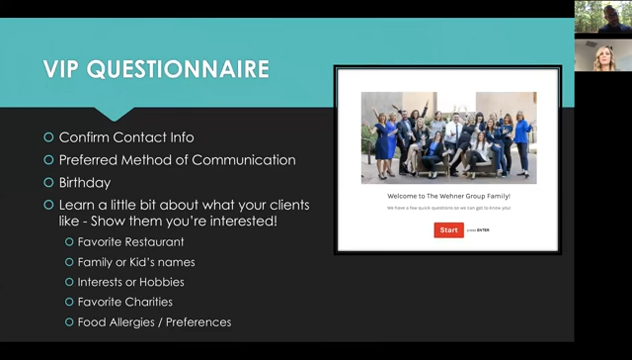 VIP QUESTIONNAIRE
Confirm Contact Info
Preferred Method of Communication
Birthday
Learn a little bit about what your clients
like - Show them you're interested!
Favorite Restaurant
Family or Kid's names
Interests or Hobbies
Favorite Charities
Food Allergies / Preferences
Welcome to The Wehner Group Family!
We have a few quick questions so we can get to know you!
Start press ENTER